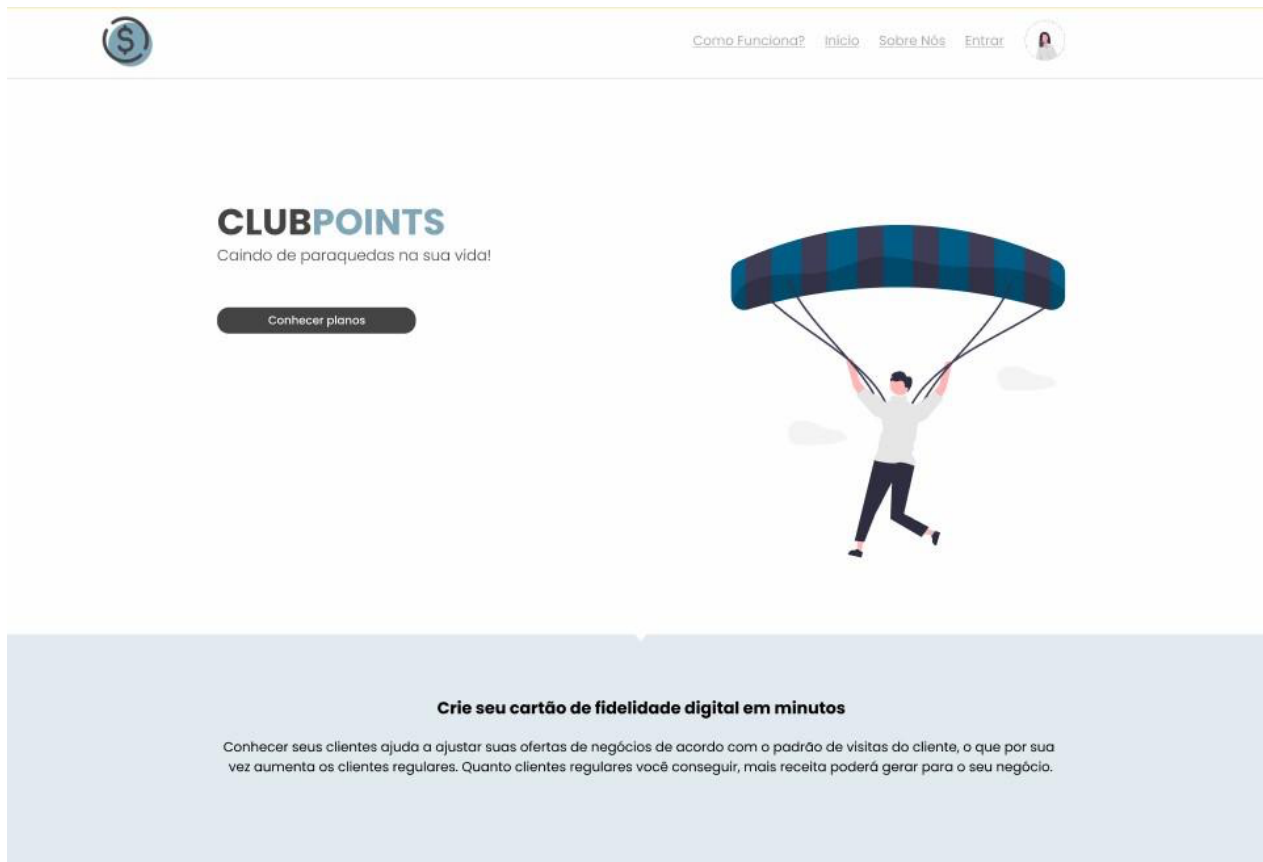 $
Como Funciona? Início Sobre Nós Entrar
CLUBPOINTS
Caindo de paraquedas na sua vida!
Conhecer planos
Crie seu cartão de fidelidade digital em minutos
Conhecer seus clientes ajuda a ajustar suas ofertas de negócios de acordo com o padrão de visitas do cliente, o que por sua
vez aumenta os clientes regulares. Quanto clientes regulares você conseguir, mais receita poderá gerar para o seu negócio.